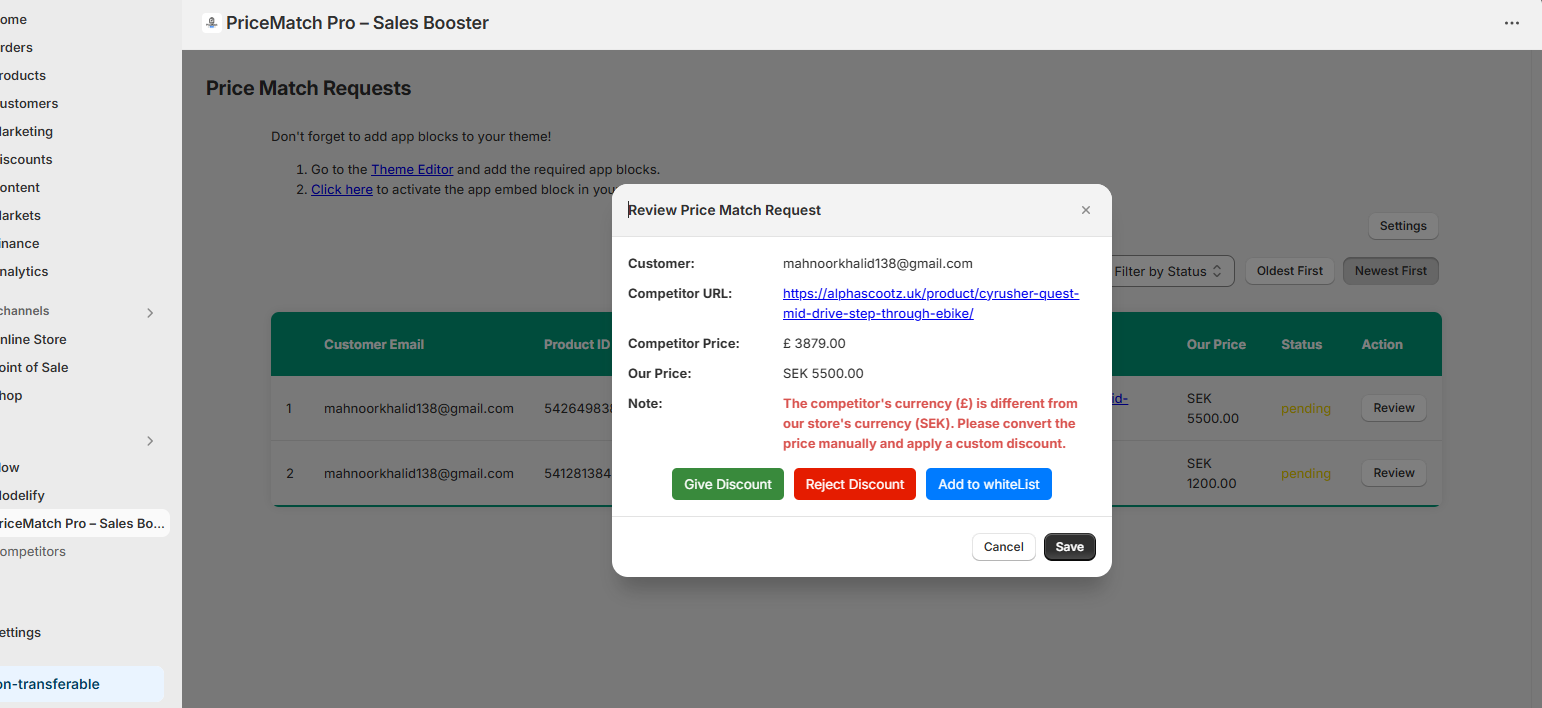 PriceMatch Pro – Sales Booster
ome
rders
roducts
ustomers
arketing
iscounts
ontent
arkets
inance
nalytics
channels
nline Store
oint of Sale
hop
ow
odelify
riceMatch Pro – Sales Bo...
ompetitors
ettings
on-transferable
Price Match Requests
Don't forget to add app blocks to your theme!
1. Go to the Theme Editor and add the required app blocks.
2. Click here to activate the app embed block in you
Settings
Filter by Status
Oldest First
Newest First
Customer Email Product ID Our Price Status Action
1 mahnoorkhalid138@gmail.com 54264983 id- SEK 5500.00 pending Review
2 mahnoorkhalid138@gmail.com 541281384 SEK 1200.00 pending Review
Review Price Match Request
Customer: mahnoorkhalid138@gmail.com
Competitor URL: https://alphascootz.uk/product/cyrusher-quest-
mid-drive-step-through-ebike/
Competitor Price: £ 3879.00
Our Price: SEK 5500.00
Note: The competitor's currency (£) is different from
our store's currency (SEK). Please convert the
price manually and apply a custom discount.
Give Discount Reject Discount Add to whiteList
Cancel Save